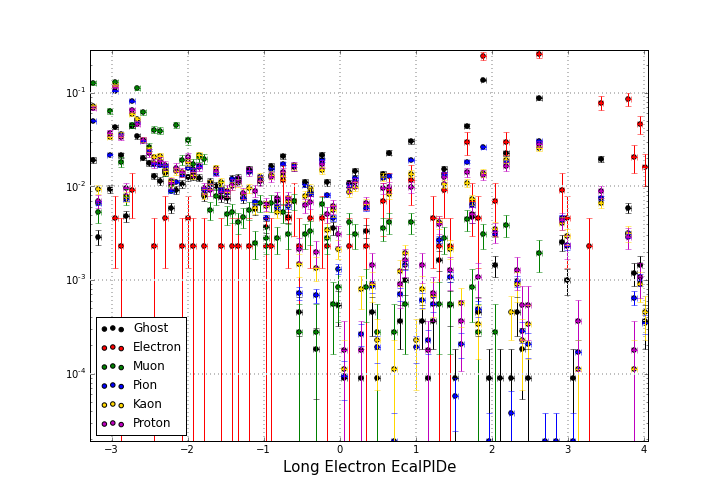 10⁻¹
10⁻²
10⁻³
10⁻⁴
Ghost
Electron
Muon
Pion
Kaon
Proton
−3 −2 −1 0 1 2 3 4
Long Electron EcalPIDe